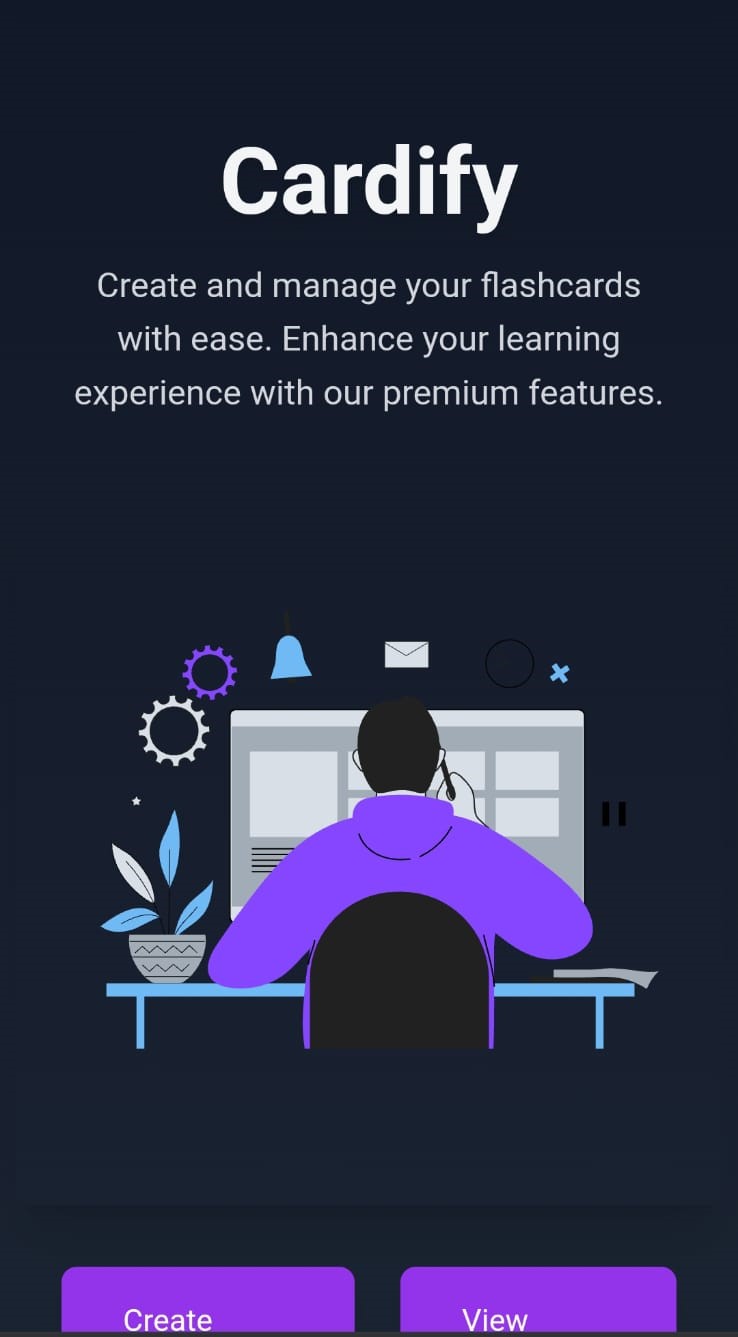 Cardify
Create and manage your flashcards
with ease. Enhance your learning
experience with our premium features.
Create
View